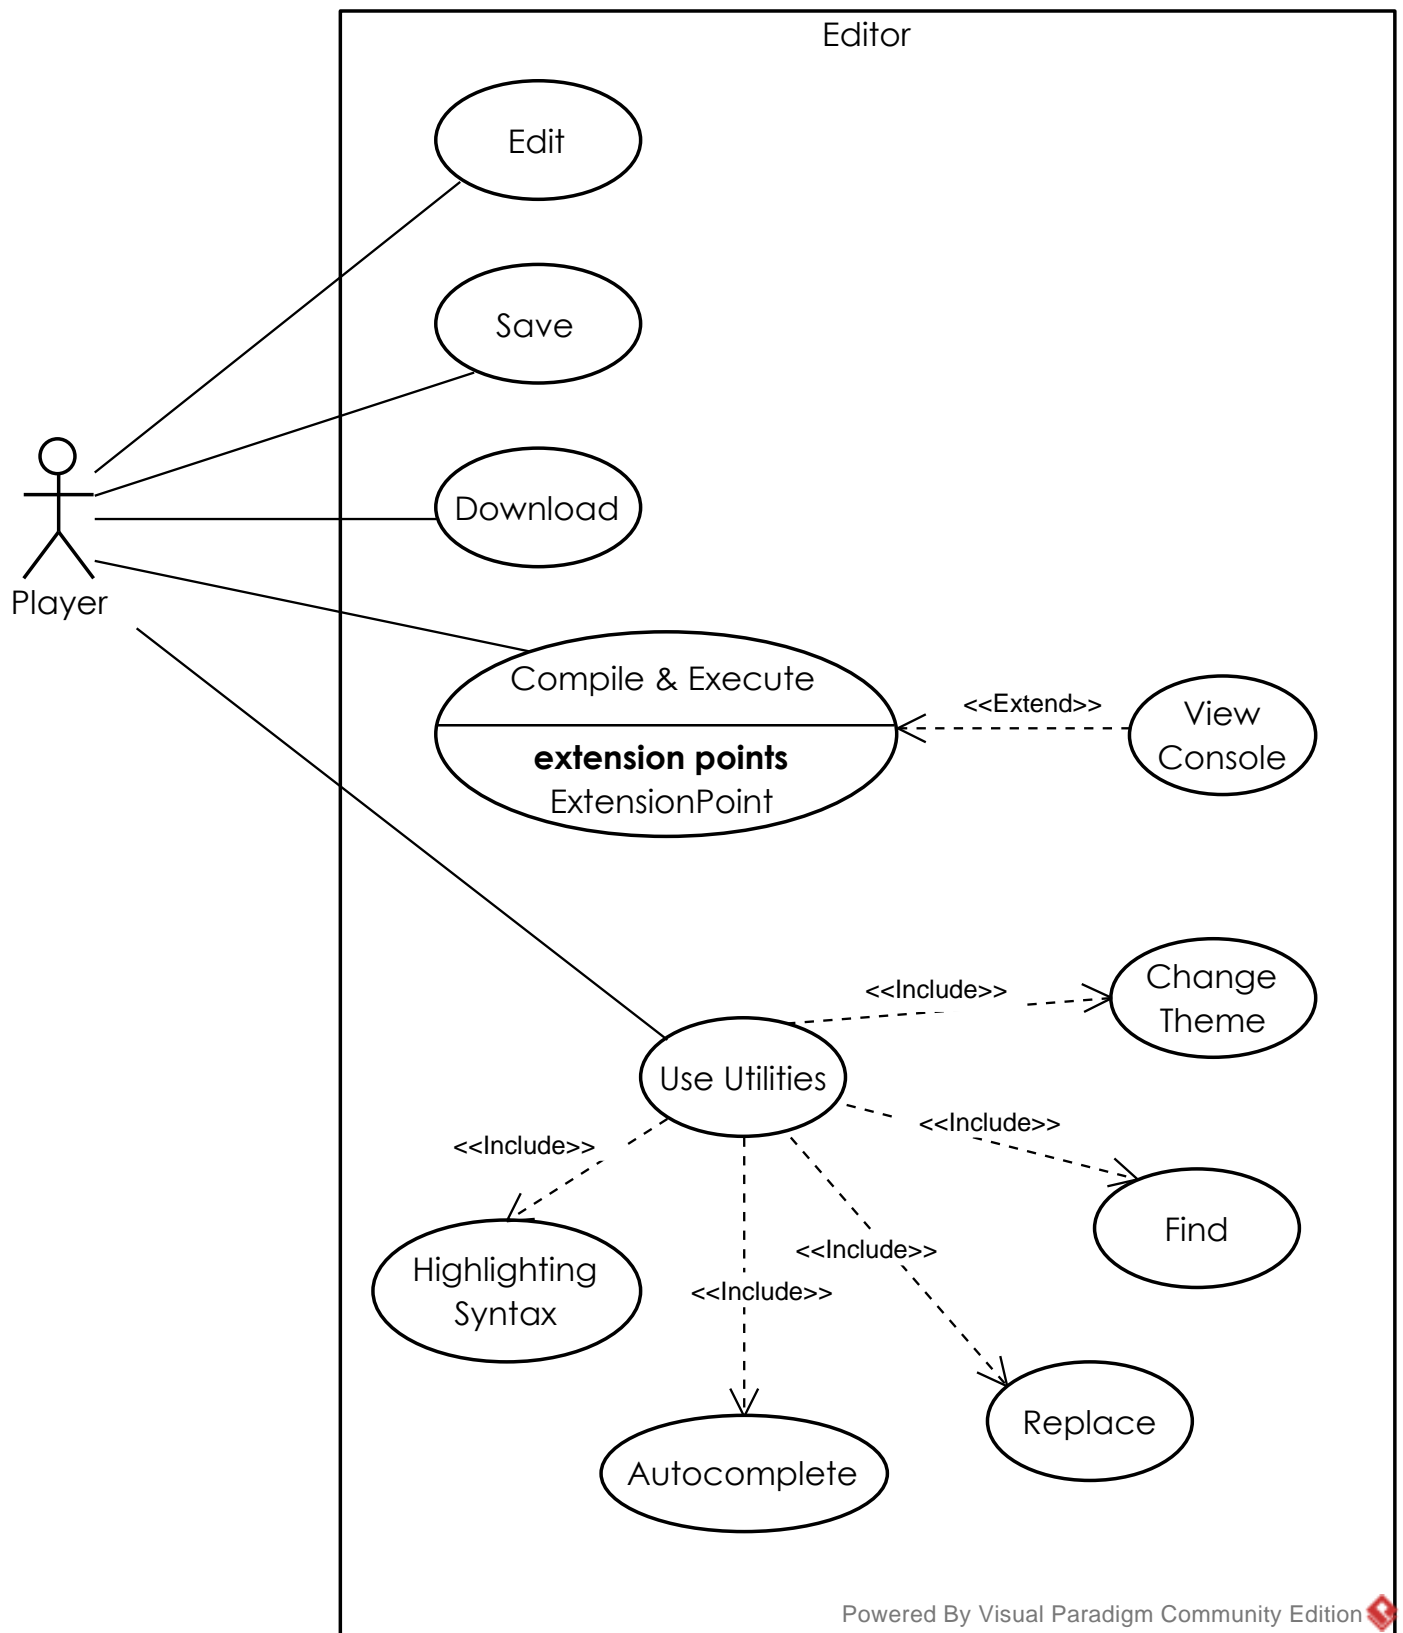 Editor
Edit
Save
Download
Player
Compile & Execute
extension points
ExtensionPoint
<<Extend>>
View
Console
<<Include>>
Change
Theme
Use Utilities
<<Include>>
Find
<<Include>>
Highlighting
Syntax
<<Include>>
Replace
<<Include>>
Autocomplete
Powered By Visual Paradigm Community Edition